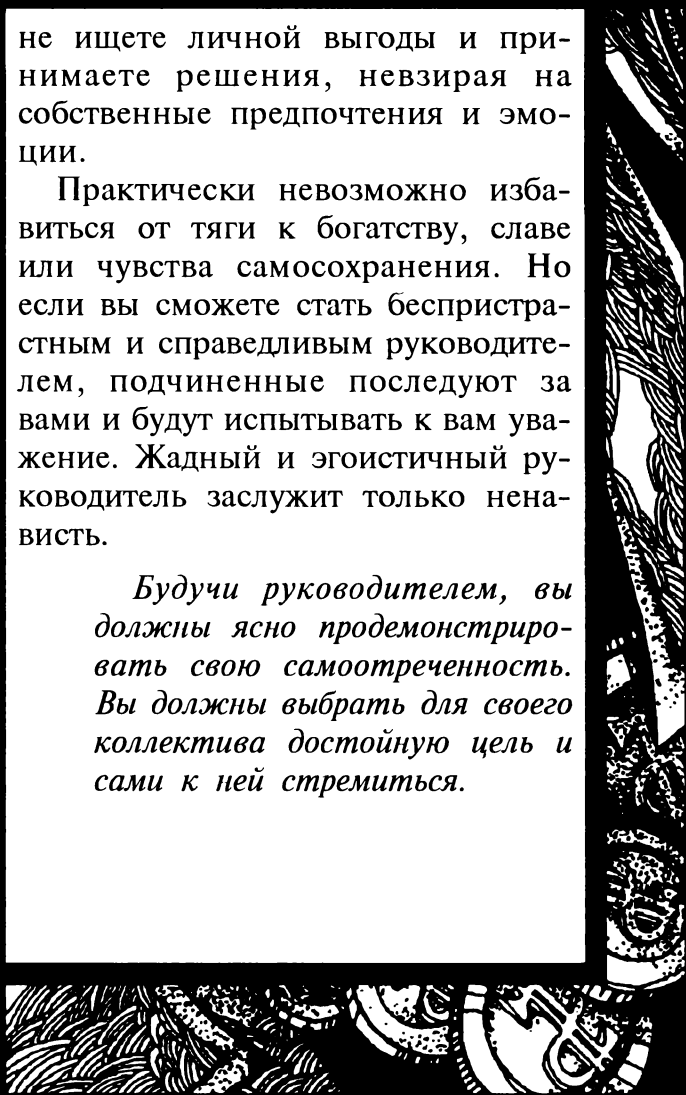 не ищете личной выгоды и при-
нимаете решения, невзирая на
собственные предпочтения и эмо-
ции.
Практически невозможно изба-
виться от тяги к богатству, славе
или чувства самосохранения. Но
если вы сможете стать беспристра-
стным и справедливым руководите-
лем, подчиненные последуют за
вами и будут испытывать к вам ува-
жение. Жадный и эгоистичный ру-
ководитель заслужит только нена-
висть.
Будучи руководителем, вы
должны ясно продемонстриро-
вать свою самоотреченность.
Вы должны выбрать для своего
коллектива достойную цель и
сами к ней стремиться.